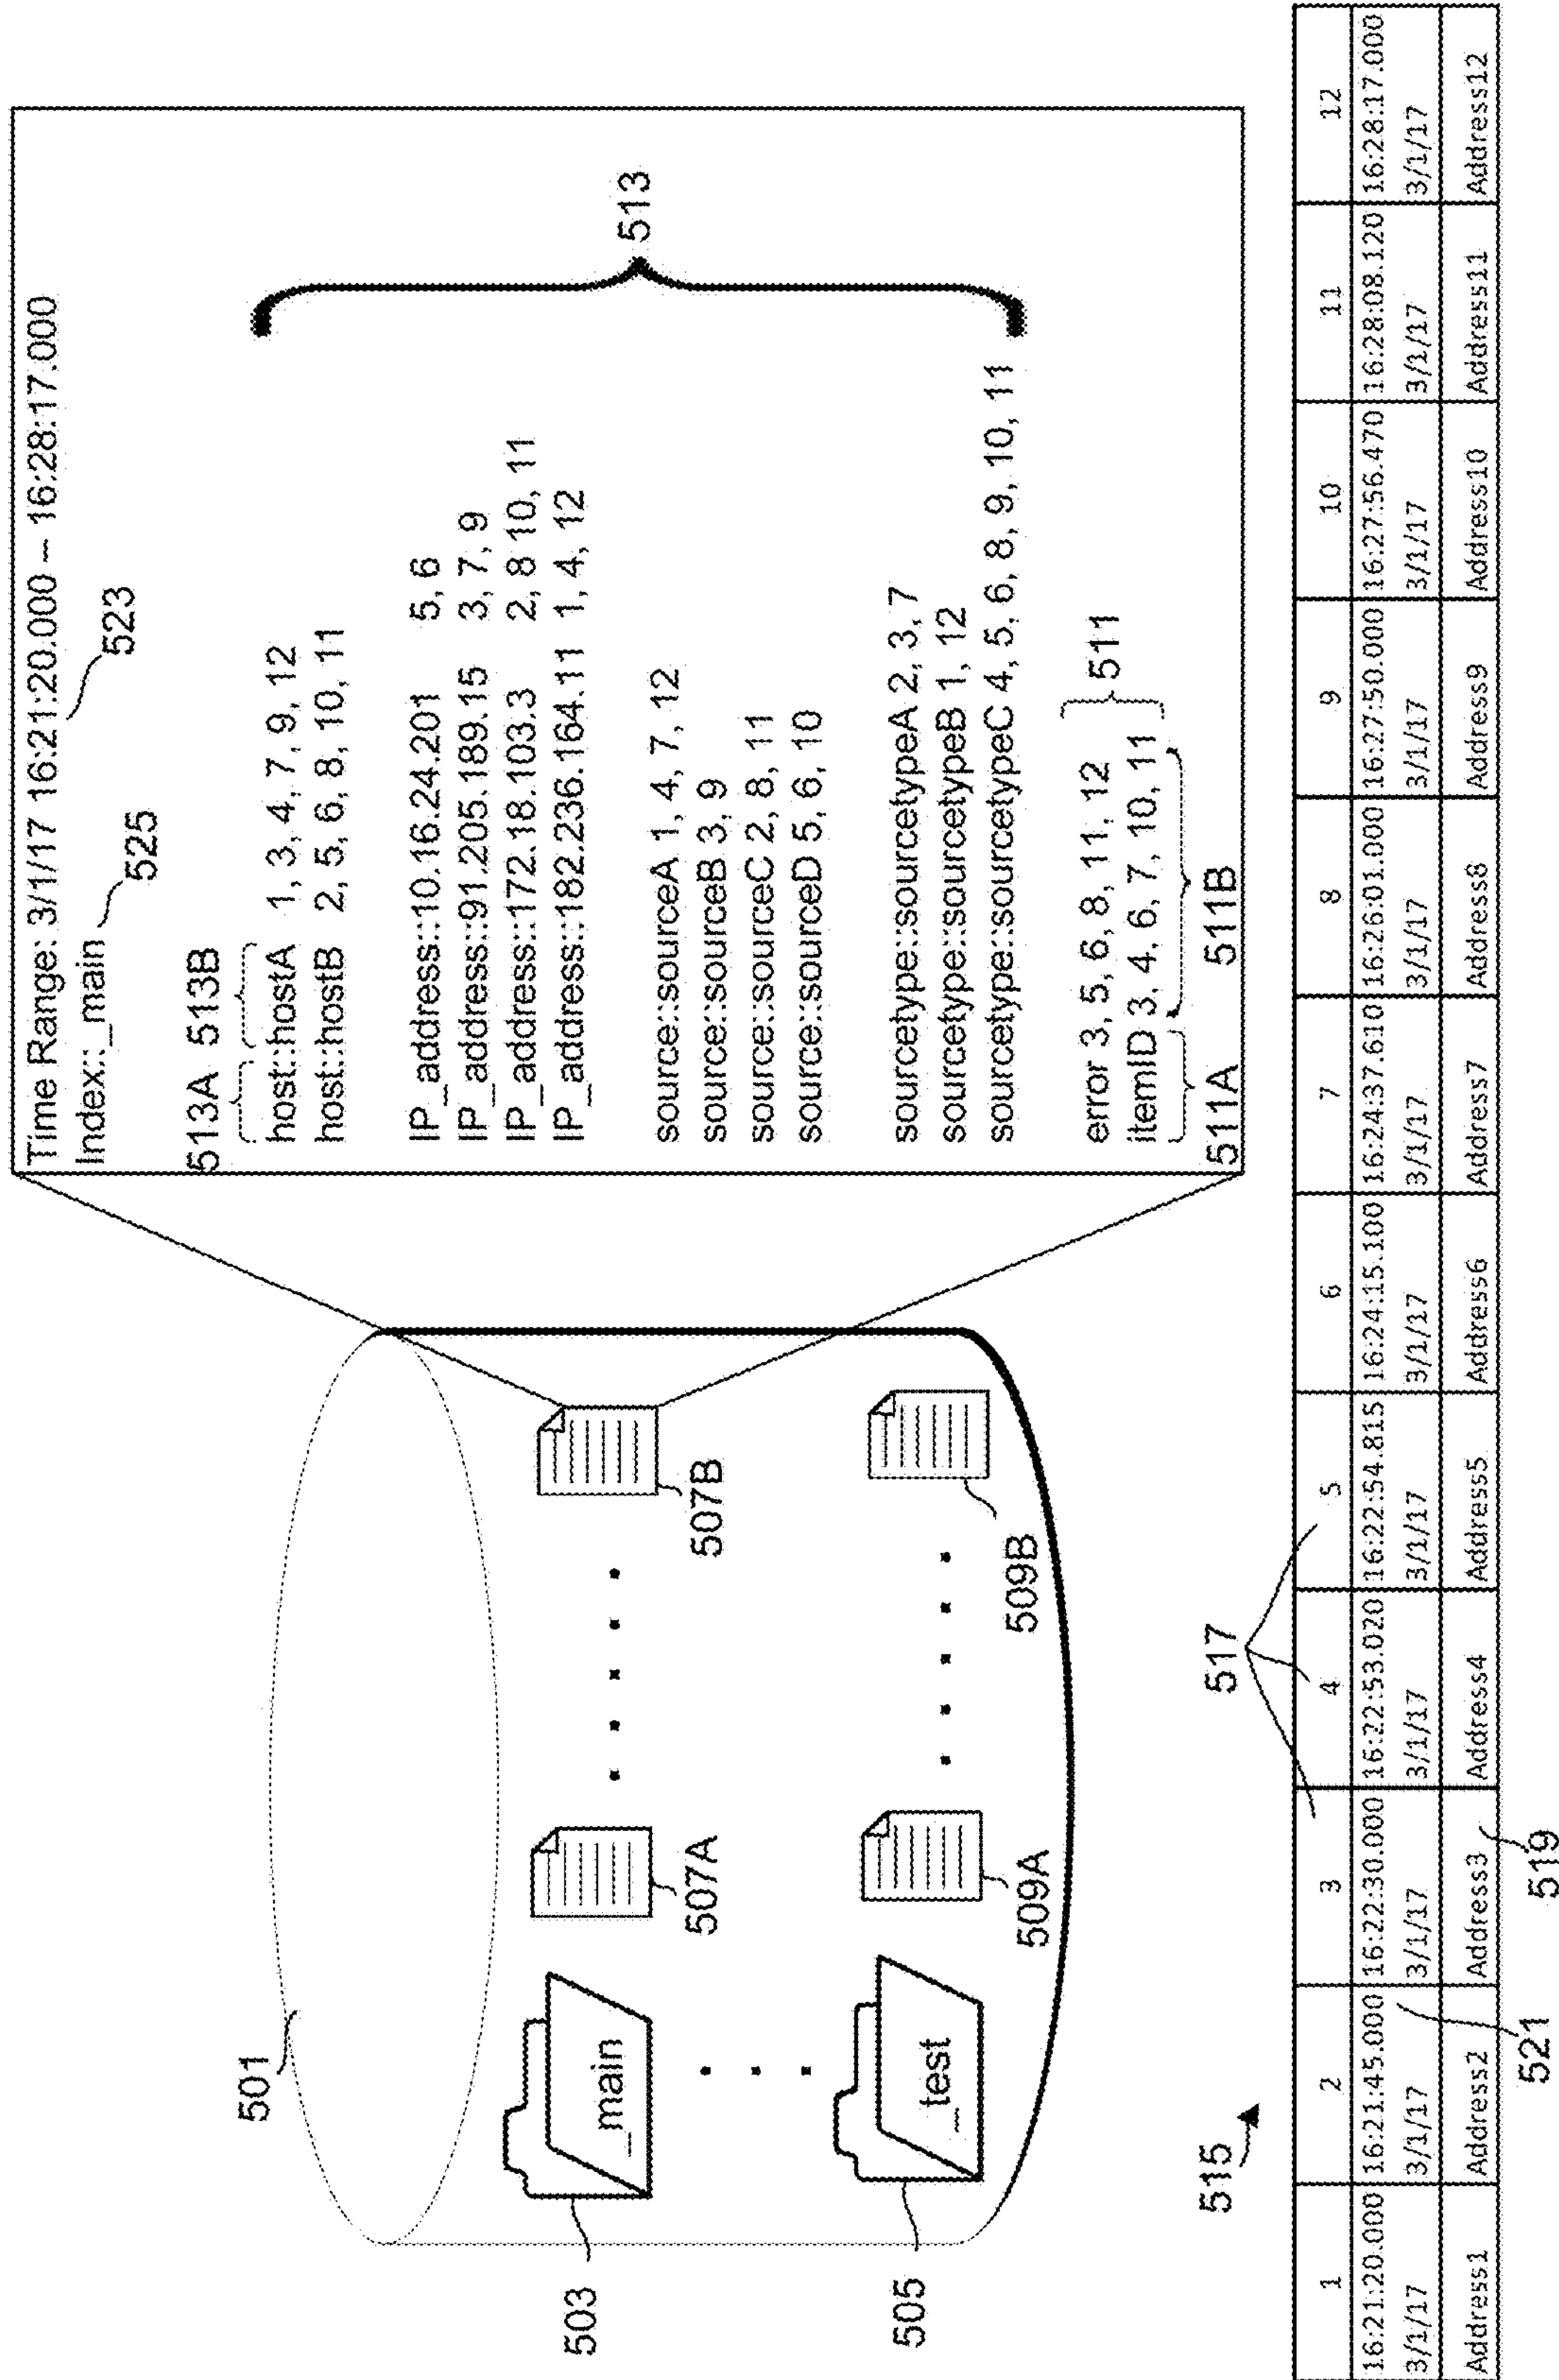 501
503
505
_main
_test
507A
507B
509A
509B
Time Range: 3/1/17 16:21:20.000 – 16:28:17.000
523
Index::_main
525
513A 513B
host::hostA 1, 3, 4, 7, 9, 12
host::hostB 2, 5, 6, 8, 10, 11
IP_address::10.16.24.201 5, 6
IP_address::91.205.189.15 3, 7, 9
IP_address::172.18.103.3 2, 8 10, 11
IP_address::182.236.164.11 1, 4, 12
source::sourceA 1, 4, 7, 12
source::sourceB 3, 9
source::sourceC 2, 8, 11
source::sourceD 5, 6, 10
sourcetype::sourcetypeA 2, 3, 7
sourcetype::sourcetypeB 1, 12
sourcetype::sourcetypeC 4, 5, 6, 8, 9, 10, 11
513
error 3, 5, 6, 8, 11, 12
itemID 3, 4, 6, 7, 10, 11
511
511A 511B
515
517
1 2 3 4 5 6 7 8 9 10 11 12
16:21:20.000 16:21:45.000 16:22:30.000 16:22:53.020 16:22:54.815 16:24:15.100 16:24:37.610 16:26:01.000 16:27:50.000 16:27:56.470 16:28:08.120 16:28:17.000
3/1/17 3/1/17 3/1/17 3/1/17 3/1/17 3/1/17 3/1/17 3/1/17 3/1/17 3/1/17 3/1/17 3/1/17
Address1 Address2 Address3 Address4 Address5 Address6 Address7 Address8 Address9 Address10 Address11 Address12
521
519